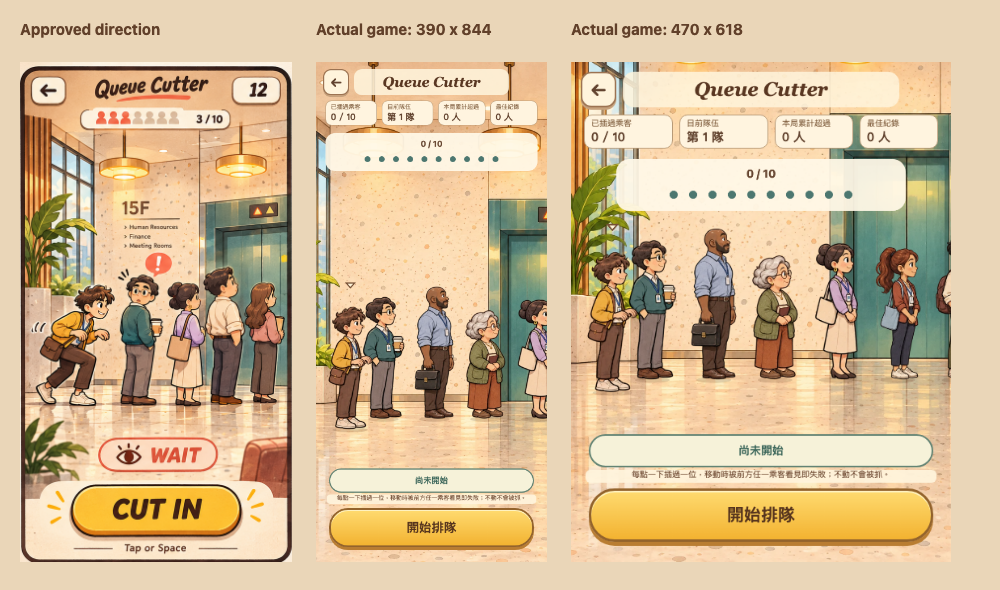 Approved direction
Queue Cutter
12
3 / 10
15F
> Human Resources
> Finance
> Meeting Rooms
!
WAIT
CUT IN
Tap or Space
Actual game: 390 x 844
Queue Cutter
已插過乘客
0 / 10
目前隊伍
第 1 隊
本局累計超過
0 人
最佳紀錄
0 人
0 / 10
尚未開始
每點一下插過一位，移動時被前方任一乘客看見即失敗；不動不會被抓。
開始排隊
Actual game: 470 x 618
Queue Cutter
已插過乘客
0 / 10
目前隊伍
第 1 隊
本局累計超過
0 人
最佳紀錄
0 人
0 / 10
尚未開始
每點一下插過一位，移動時被前方任一乘客看見即失敗；不動不會被抓。
開始排隊